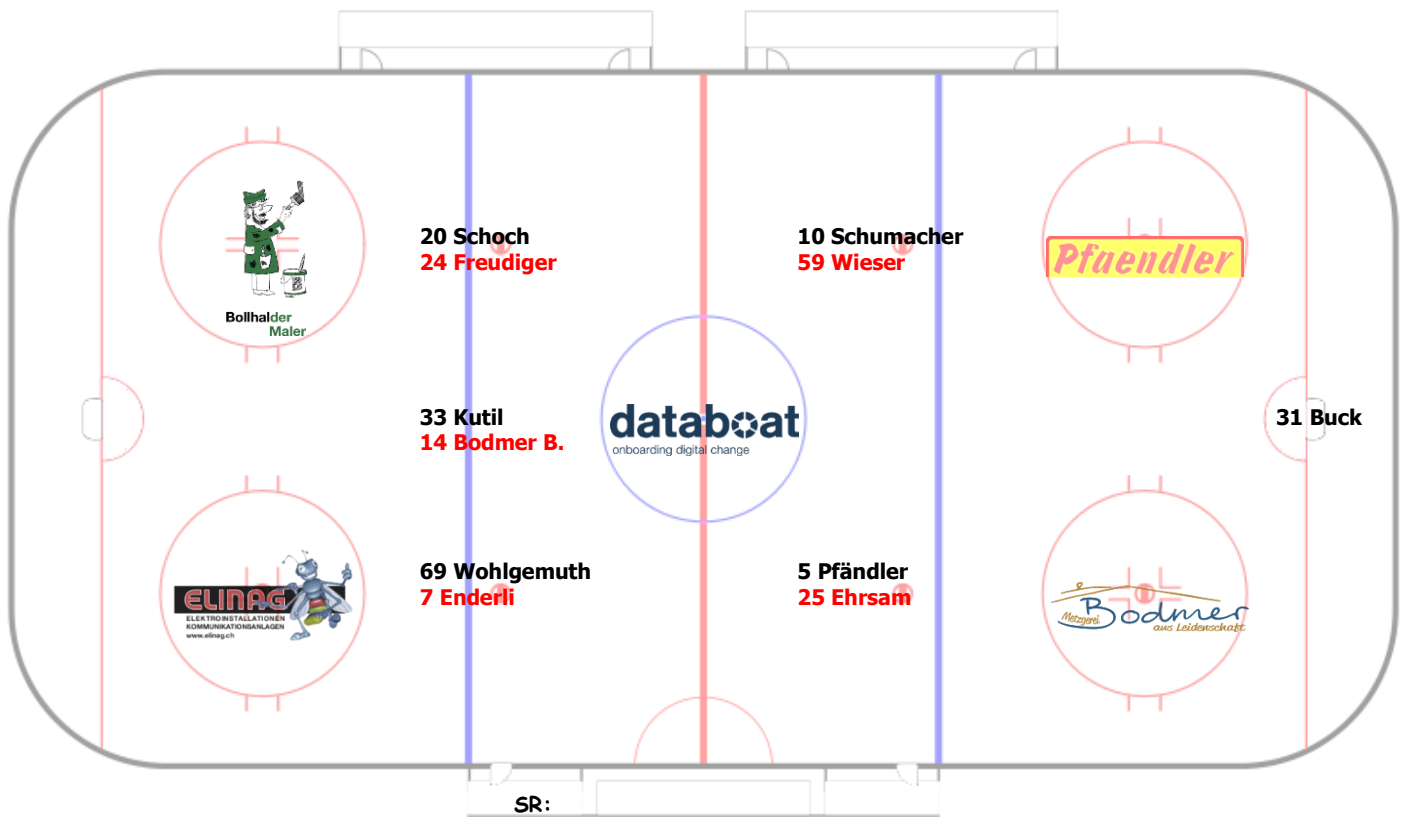 20 Schoch
24 Freudiger
10 Schumacher
59 Wieser
Pfaendler
Bollhalder
Maler
33 Kutil
14 Bodmer B.
databoat
onboarding digital change
31 Buck
69 Wohlgemuth
7 Enderli
5 Pfändler
25 Ehrsam
ELINAG
ELEKTROINSTALLATIONEN
KOMMUNIKATIONSANLAGEN
www.elinag.ch
Metzgerei Bodmer
aus Leidenschaft
SR: